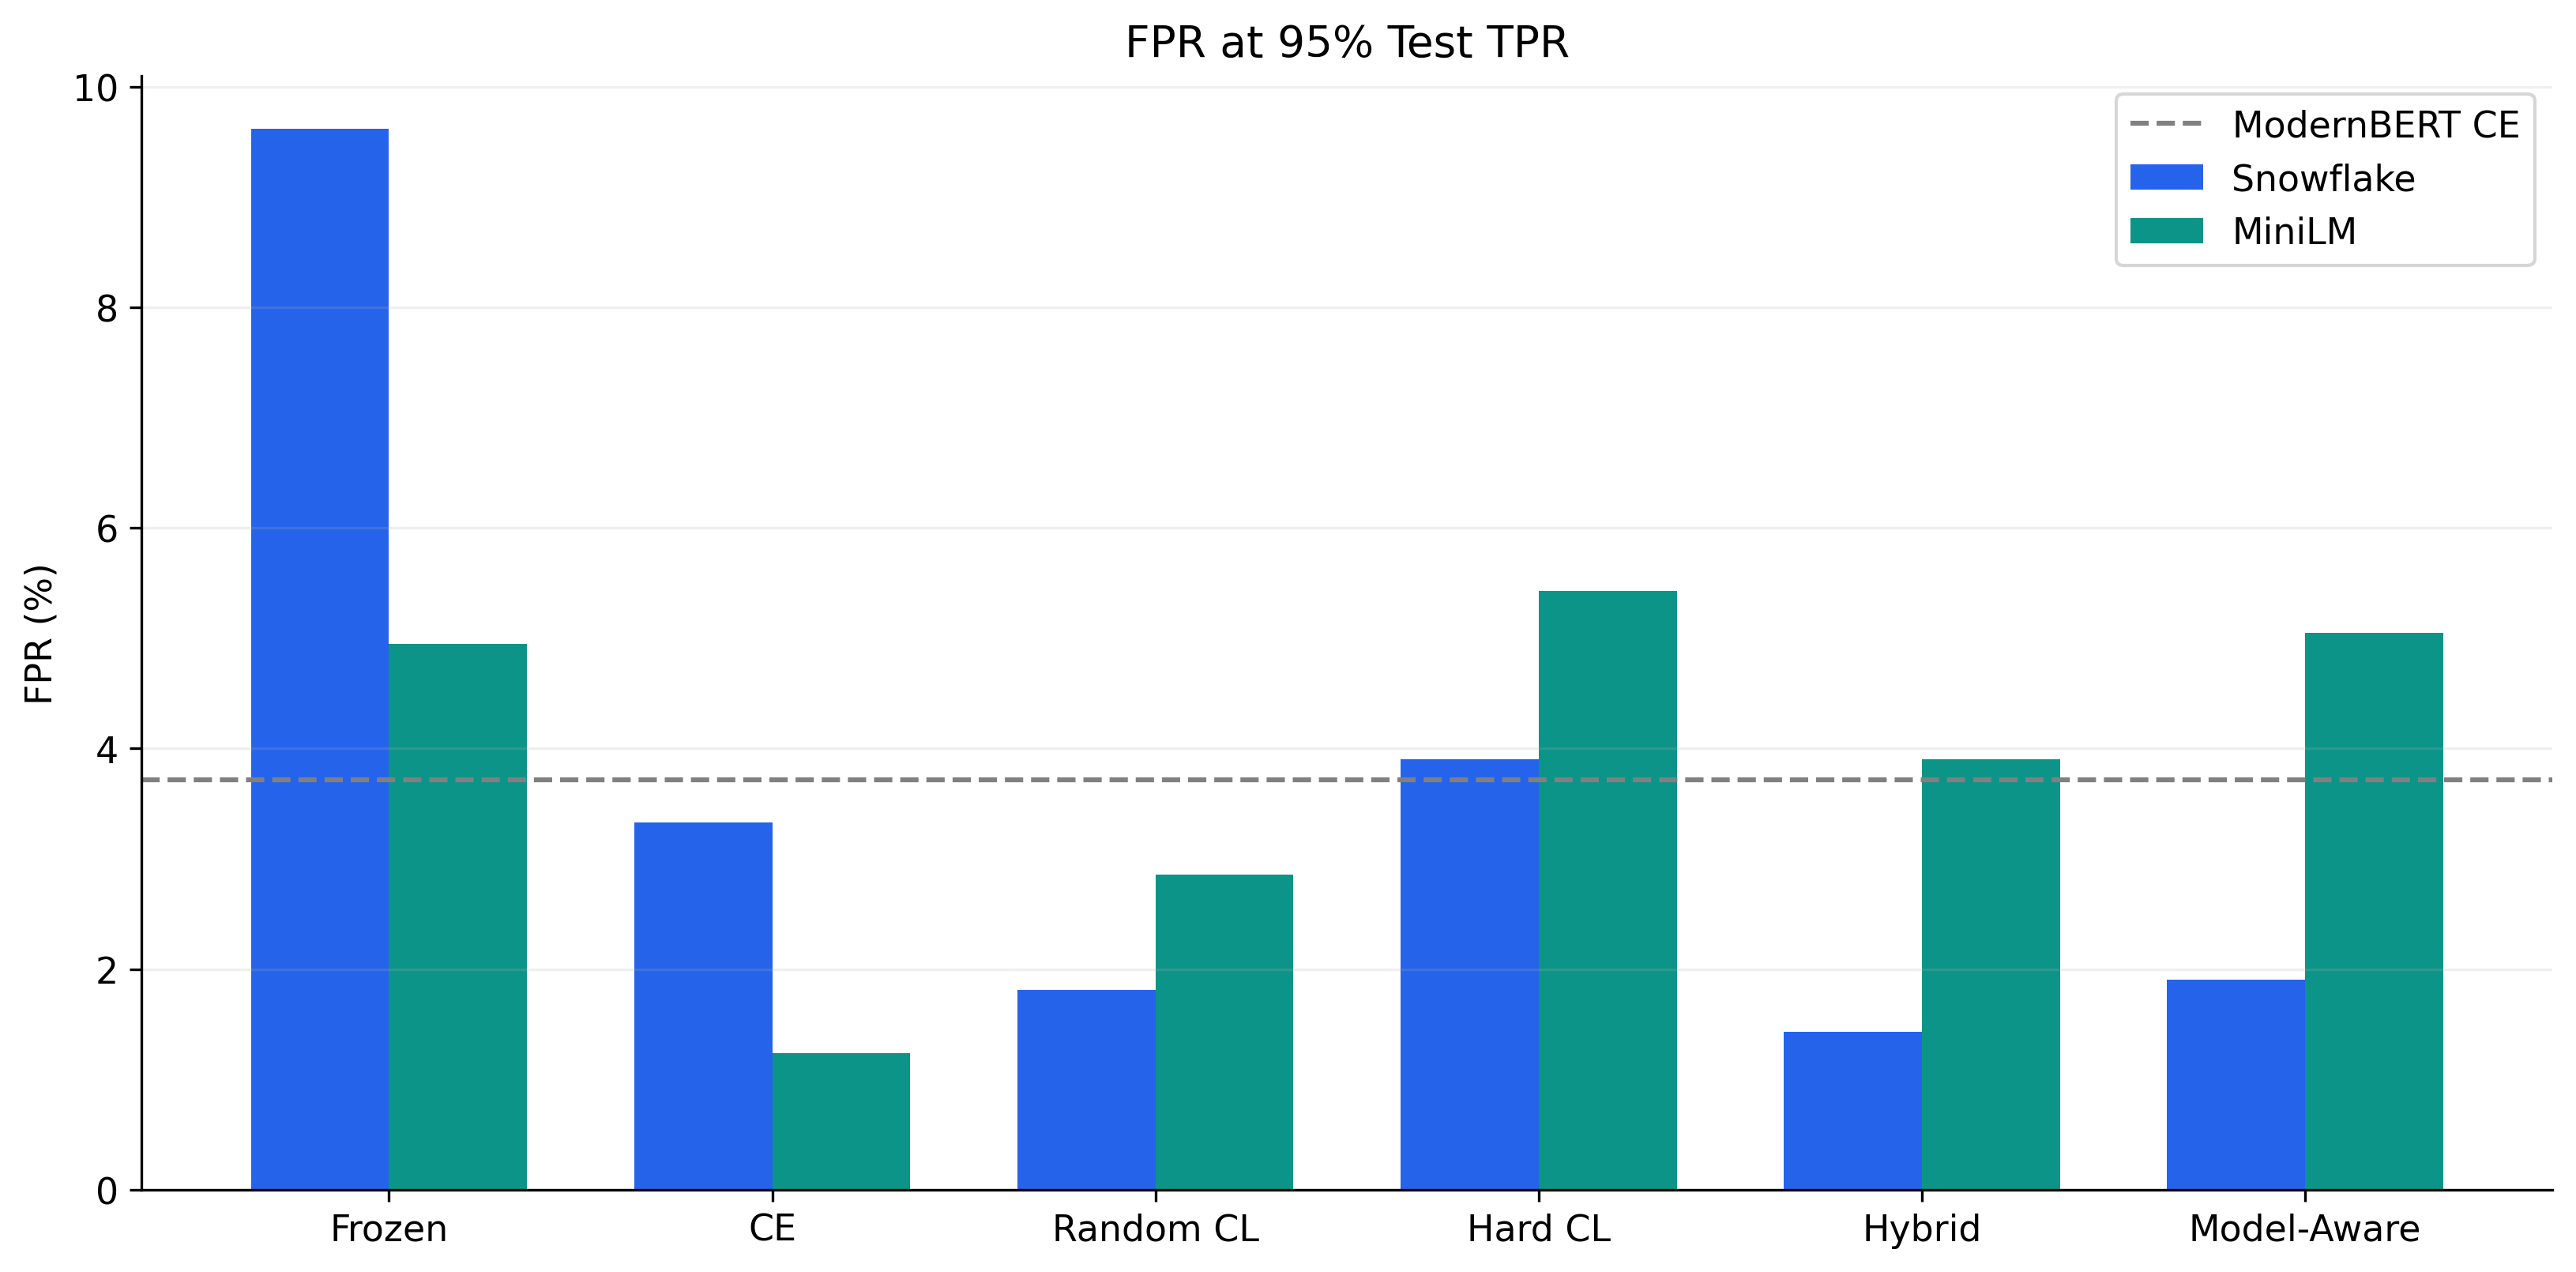 FPR at 95% Test TPR
FPR (%)
10
8
6
4
2
0
ModernBERT CE
Snowflake
MiniLM
Frozen
CE
Random CL
Hard CL
Hybrid
Model-Aware